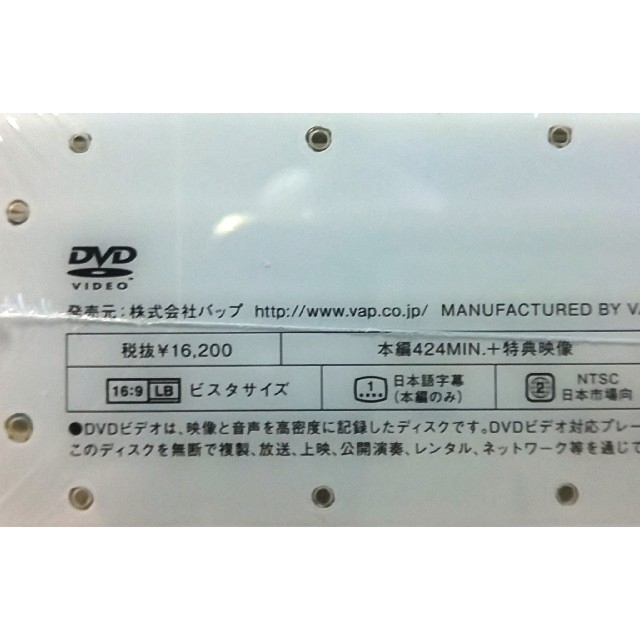 DVD
VIDEO™
発売元：株式会社バップ http://www.vap.co.jp/ MANUFACTURED BY VA
税抜¥16,200 本編424MIN.＋特典映像
16:9 LB ビスタサイズ 1 日本語字幕 (本編のみ) 2 NTSC 日本市場向
●DVDビデオは、映像と音声を高密度に記録したディスクです。DVDビデオ対応プレー
このディスクを無断で複製、放送、上映、公開演奏、レンタル、ネットワーク等を通じて